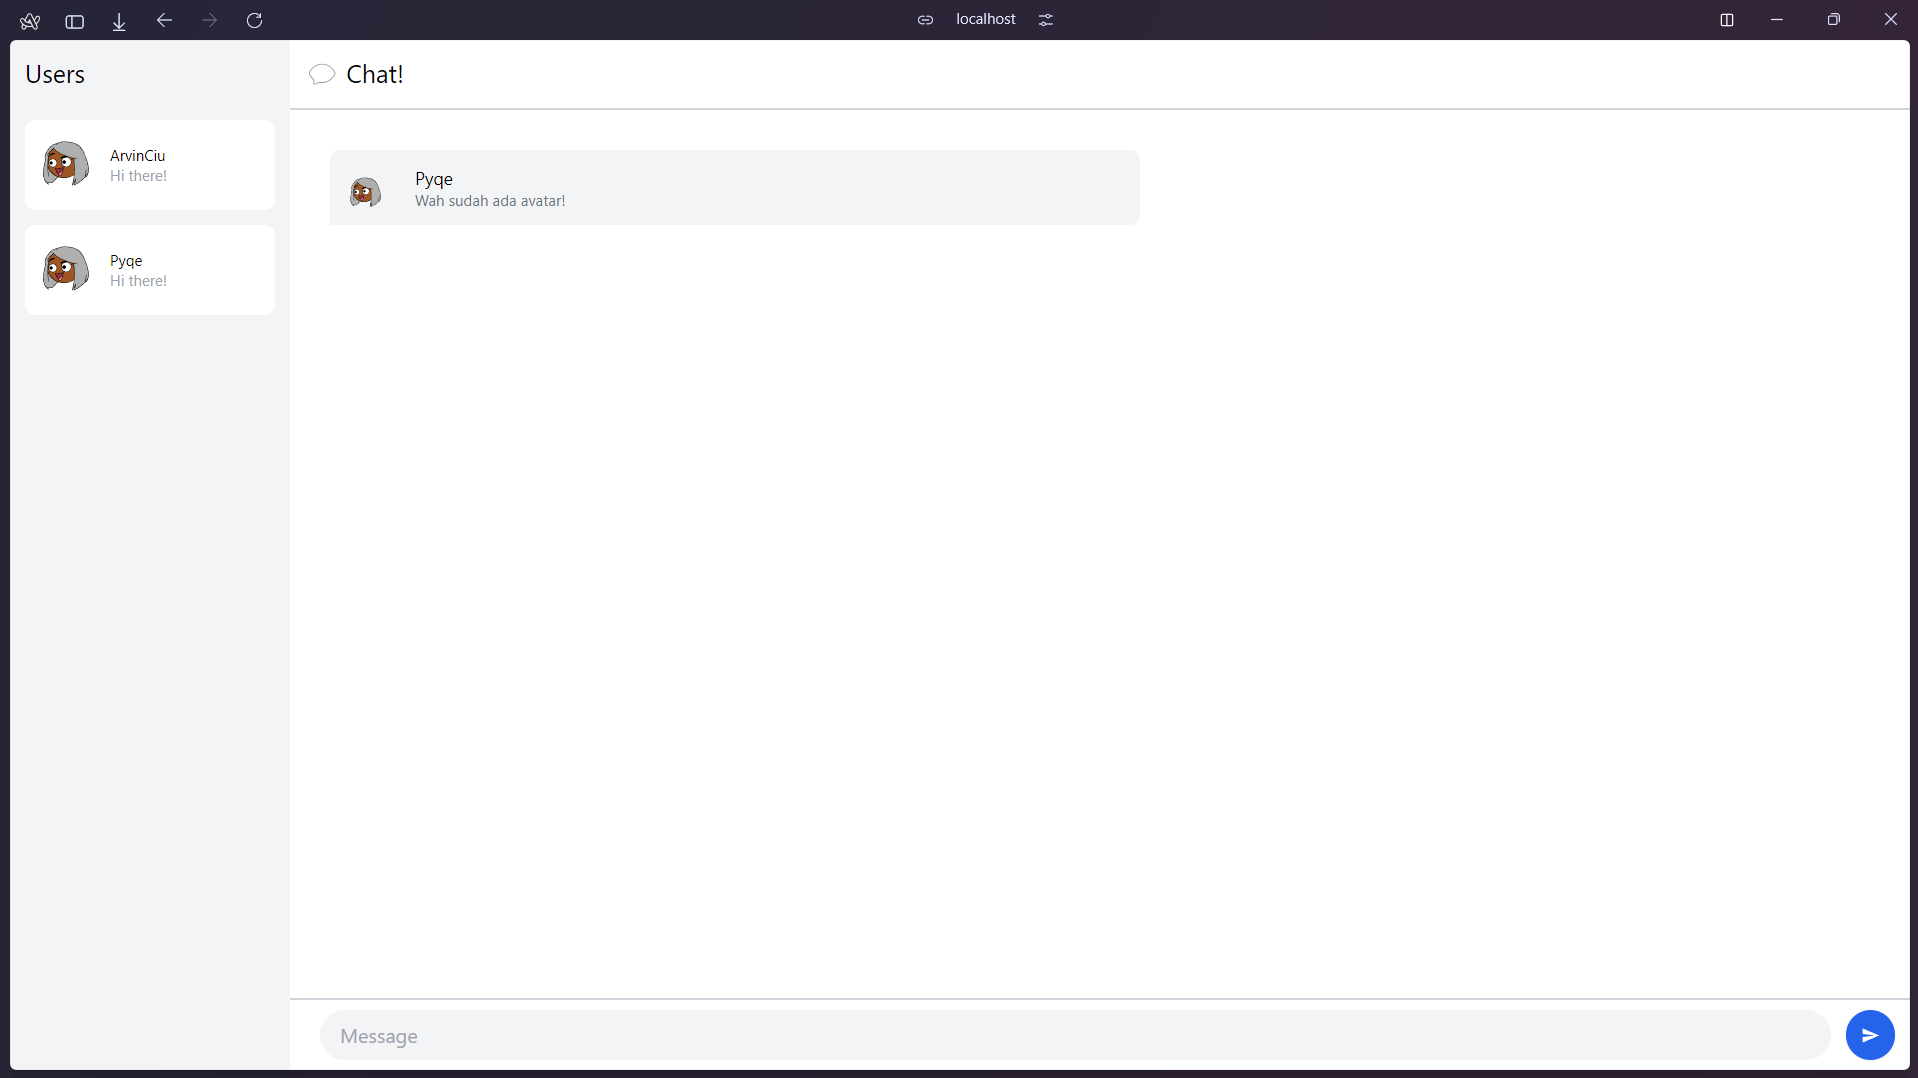 localhost
Users
Chat!
ArvinCiu
Hi there!
Pyqe
Hi there!
Pyqe
Wah sudah ada avatar!
Message